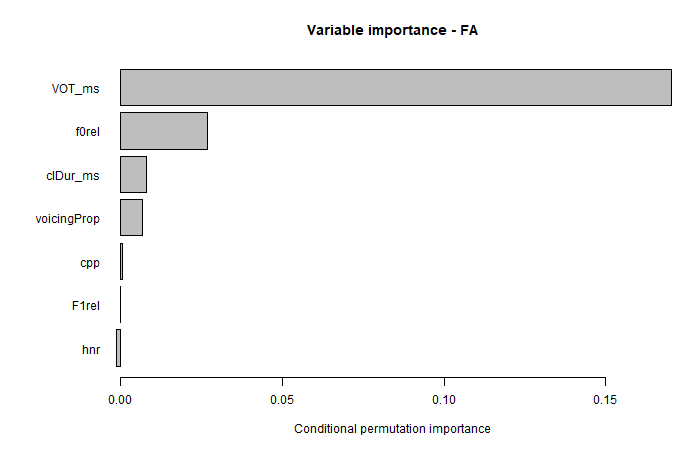 Variable importance - FA
VOT_ms
f0rel
clDur_ms
voicingProp
cpp
F1rel
hnr
0.00 0.05 0.10 0.15
Conditional permutation importance